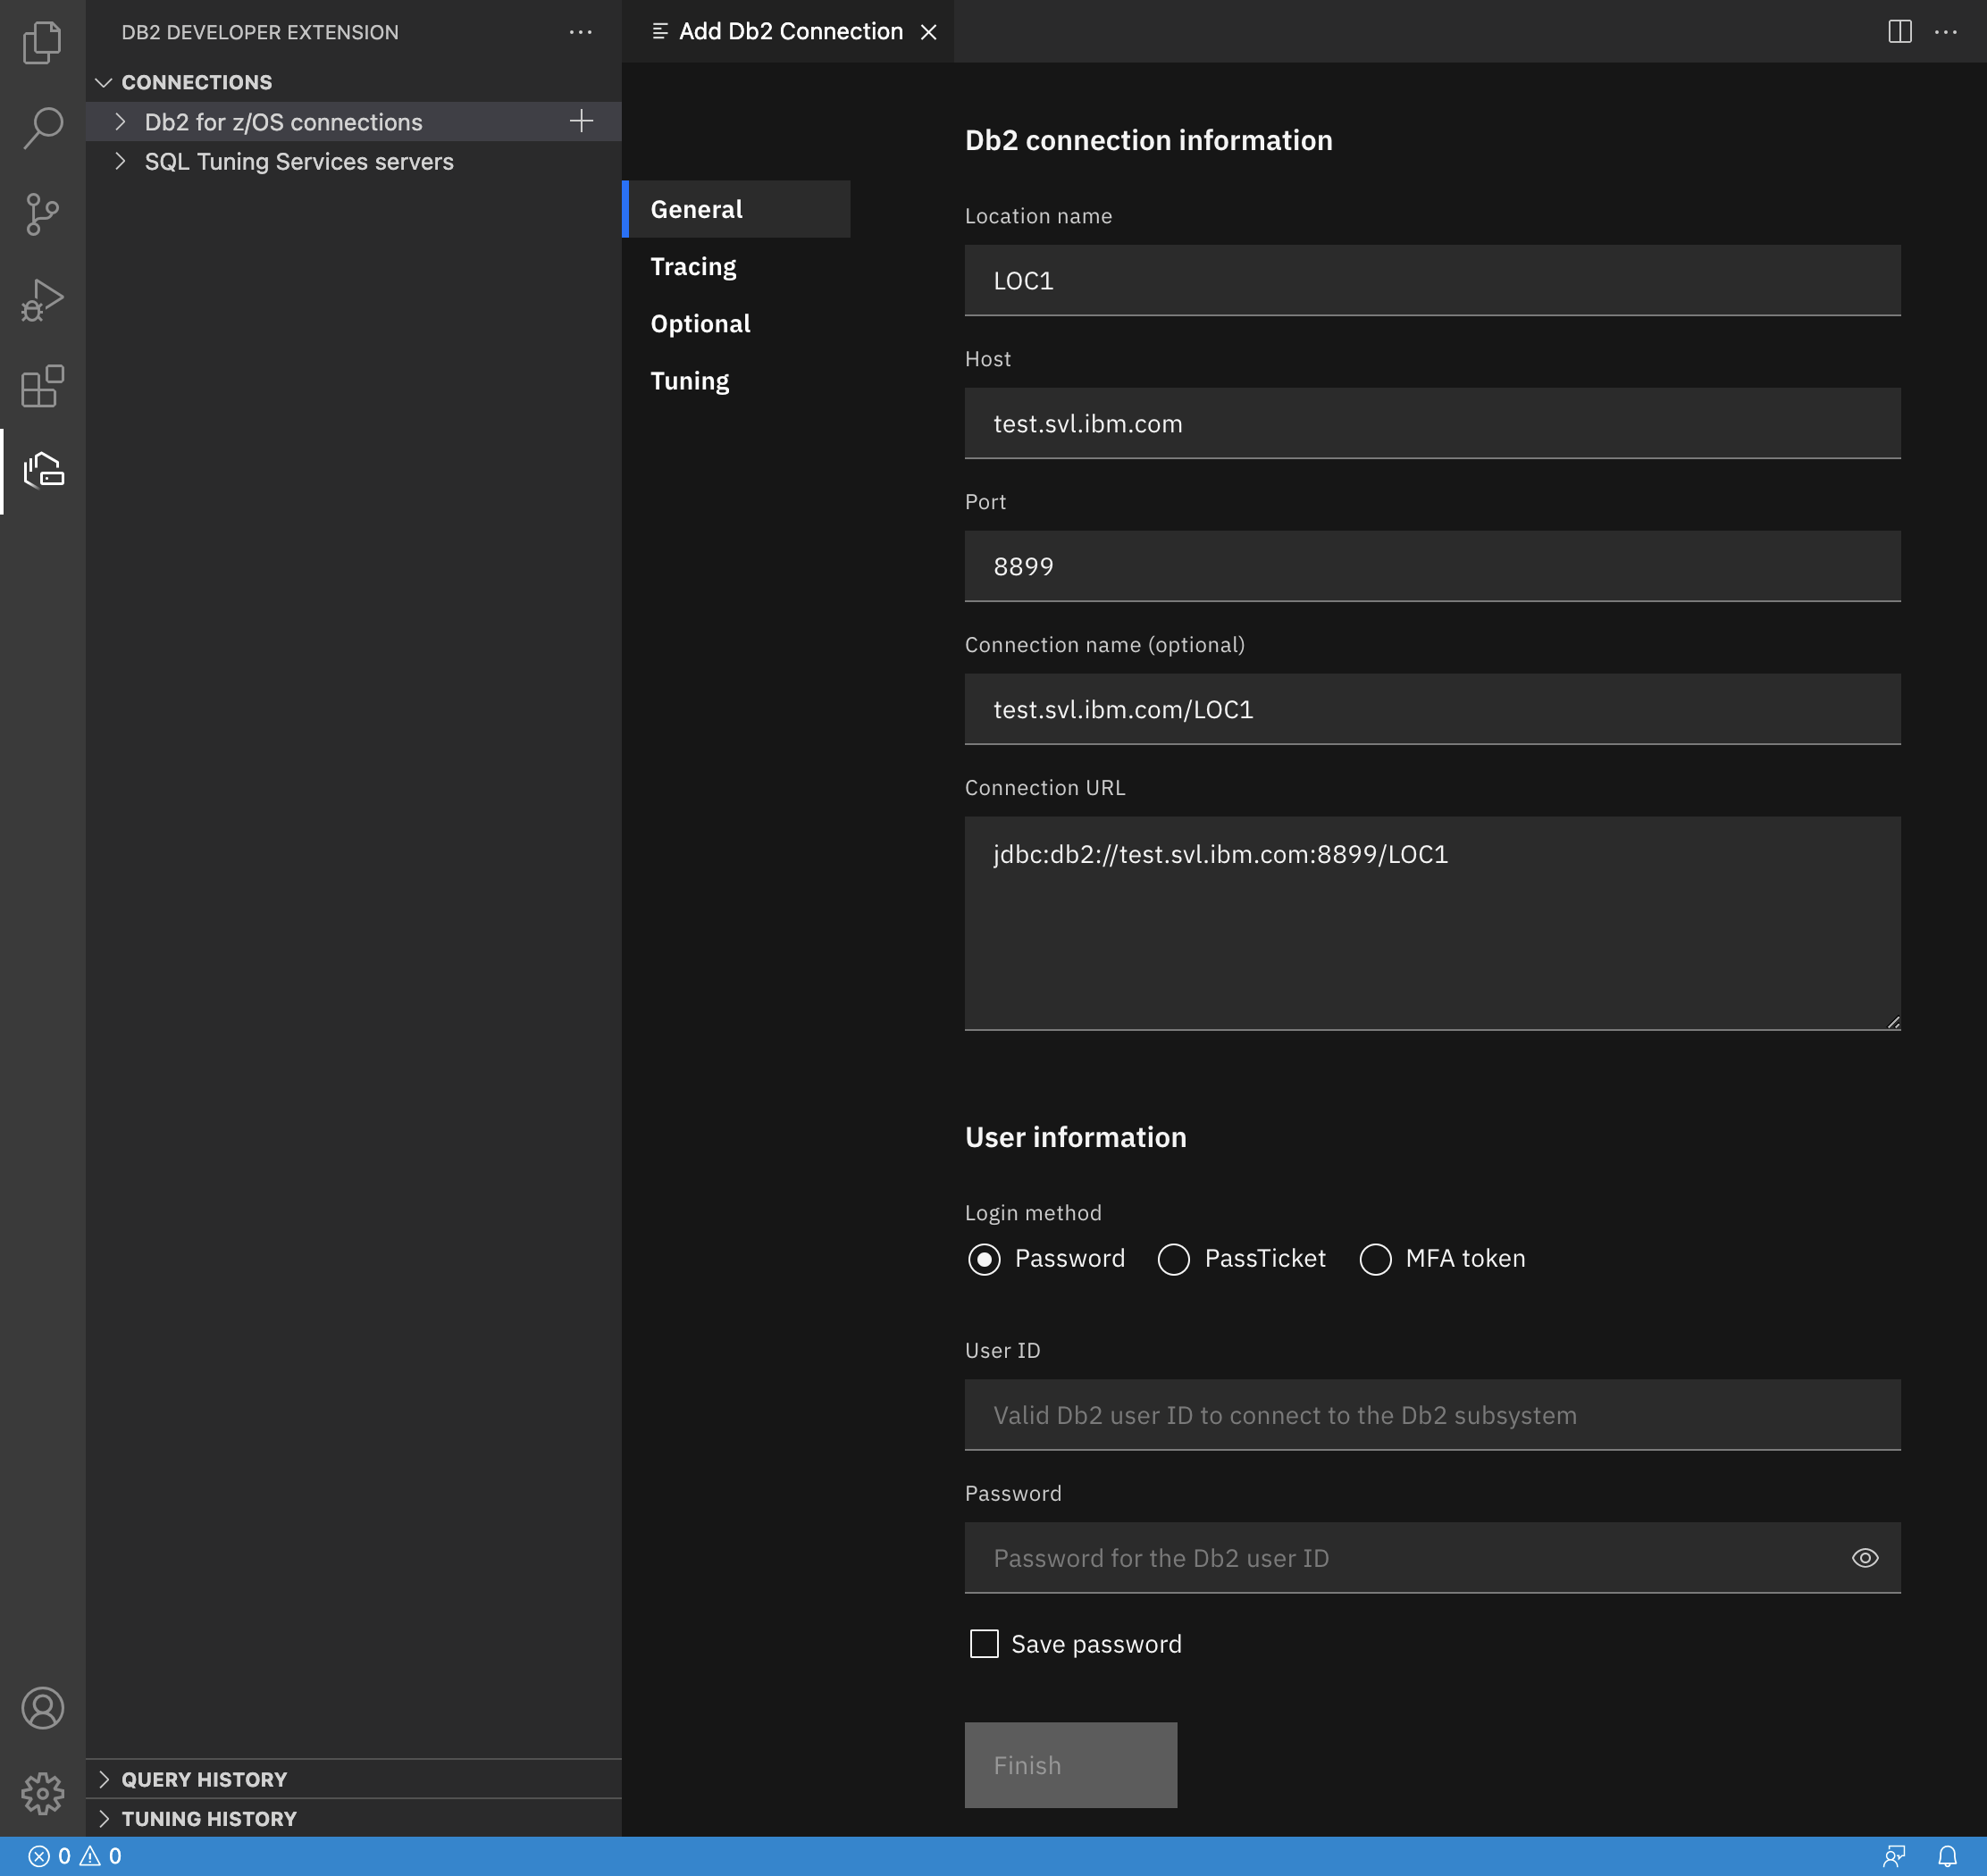 DB2 DEVELOPER EXTENSION
CONNECTIONS
Db2 for z/OS connections
SQL Tuning Services servers
QUERY HISTORY
TUNING HISTORY
Add Db2 Connection
General
Tracing
Optional
Tuning
Db2 connection information
Location name
LOC1
Host
test.svl.ibm.com
Port
8899
Connection name (optional)
test.svl.ibm.com/LOC1
Connection URL
jdbc:db2://test.svl.ibm.com:8899/LOC1
User information
Login method
Password PassTicket MFA token
User ID
Valid Db2 user ID to connect to the Db2 subsystem
Password
Password for the Db2 user ID
Save password
Finish
0 0